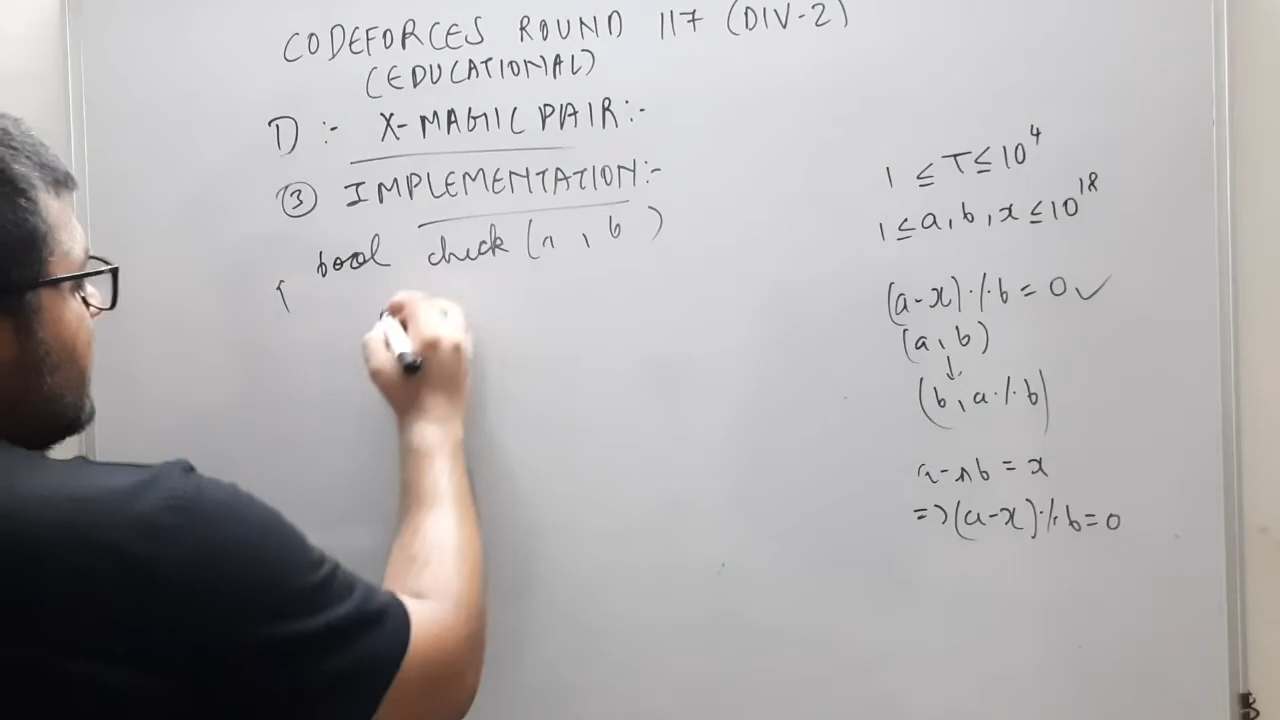 CODEFORCES ROUND 117 (DIV-2)
(EDUCATIONAL)
D :- X-MAGIC PAIR:-
③ IMPLEMENTATION:-
bool check (a, b)
{
1 ≤ T ≤ 10^4
1 ≤ a, b, x ≤ 10^18
(a-x)·/·b = 0 ✓
(a, b)
↓
(b, a·/·b)
a-nb = x
=> (a-x)·/·b = 0